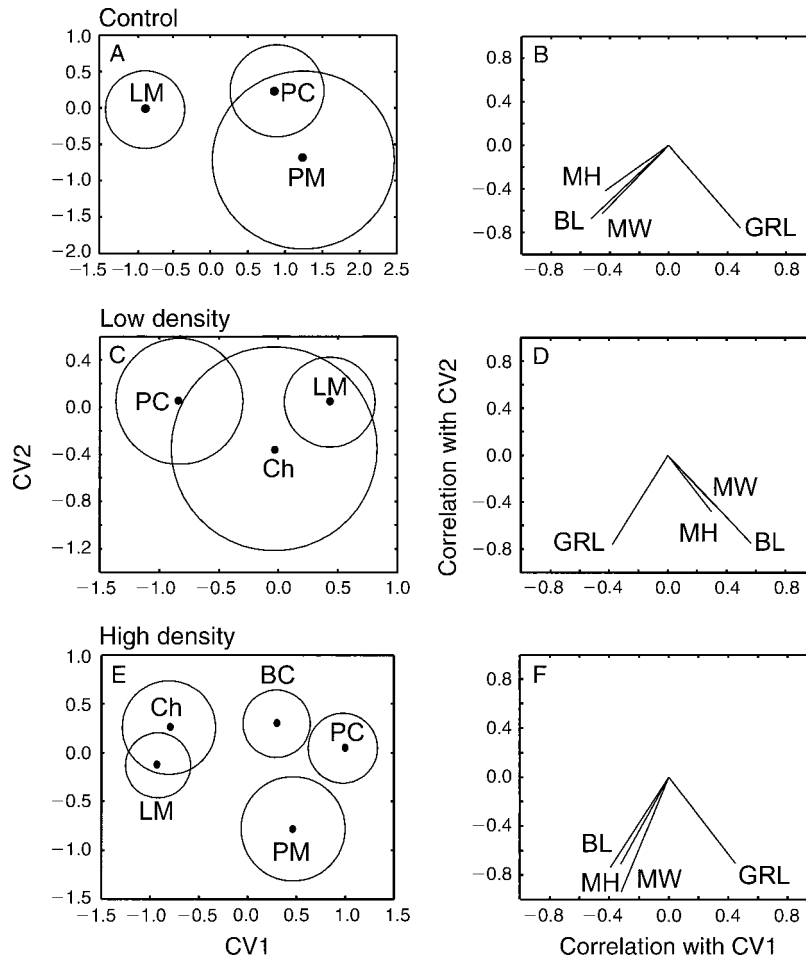 Control
A
1.0
0.5
0.0
−0.5
−1.0
−1.5
−2.0
LM
PC
PM
−1.5
−1.0
−0.5
0.0
0.5
1.0
1.5
2.0
2.5
B
0.8
0.4
0.0
−0.4
−0.8
MH
BL
MW
GRL
−0.8
−0.4
0.0
0.4
0.8
Low density
C
0.4
0.0
−0.4
−0.8
−1.2
PC
LM
Ch
−1.5
−1.0
−0.5
0.0
0.5
1.0
D
0.8
0.4
0.0
−0.4
−0.8
MW
MH
GRL
BL
−0.8
−0.4
0.0
0.4
0.8
CV2
Correlation with CV2
High density
E
1.0
0.5
0.0
−0.5
−1.0
−1.5
Ch
BC
PC
LM
PM
−1.5
−1.0
−0.5
0.0
0.5
1.0
1.5
CV1
F
0.8
0.4
0.0
−0.4
−0.8
BL
MH
MW
GRL
−0.8
−0.4
0.0
0.4
0.8
Correlation with CV1